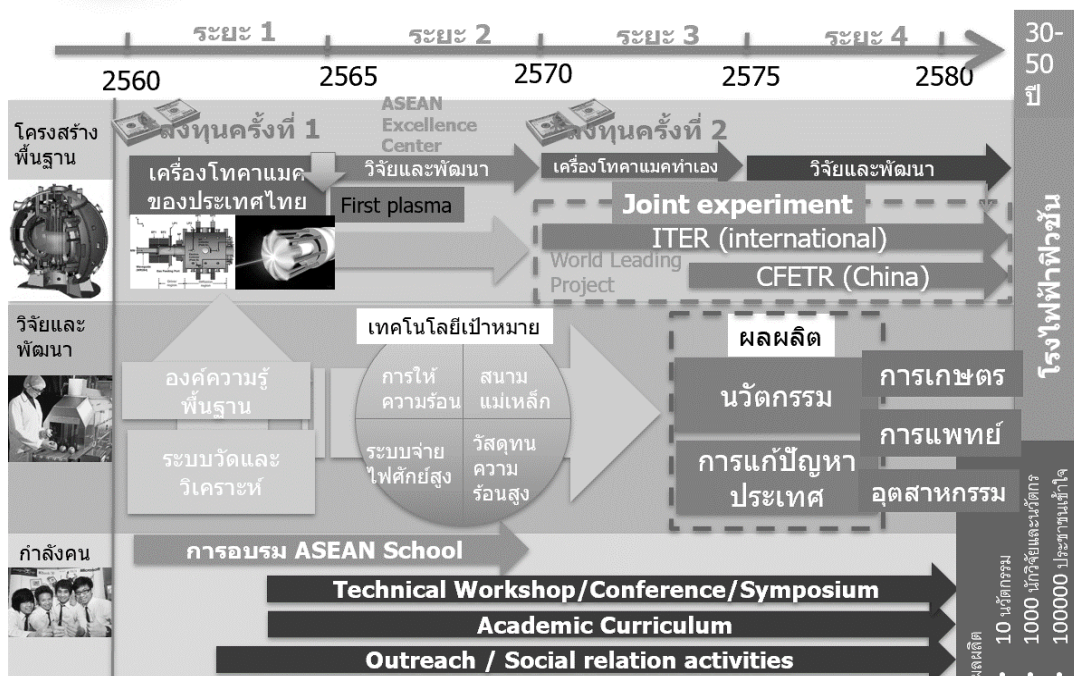 ระยะ 1
ระยะ 2
ระยะ 3
ระยะ 4
2560
2565
2570
2575
2580
30-
50
ปี
โรงไฟฟ้าฟิวชัน
โครงสร้าง
พื้นฐาน
ลงทุนครั้งที่ 1
ASEAN
Excellence
Center
ลงทุนครั้งที่ 2
เครื่องโทคาแมค
ของประเทศไทย
วิจัยและพัฒนา
เครื่องโทคาแมคทำเอง
วิจัยและพัฒนา
First plasma
Joint experiment
ITER (international)
World Leading
Project
CFETR (China)
วิจัยและ
พัฒนา
องค์ความรู้
พื้นฐาน
ระบบวัดและ
วิเคราะห์
เทคโนโลยีเป้าหมาย
การให้
ความร้อน
สนาม
แม่เหล็ก
ระบบจ่าย
ไฟศักย์สูง
วัสดุทน
ความ
ร้อนสูง
ผลผลิต
นวัตกรรม
การแก้ปัญหา
ประเทศ
การเกษตร
การแพทย์
อุตสาหกรรม
กำลังคน
การอบรม ASEAN School
Technical Workshop/Conference/Symposium
Academic Curriculum
Outreach / Social relation activities
ผลผลิต
• 10 นวัตกรรม
• 1000 นักวิจัยและนวัตกร
• 100000 ประชาชนเข้าใจ